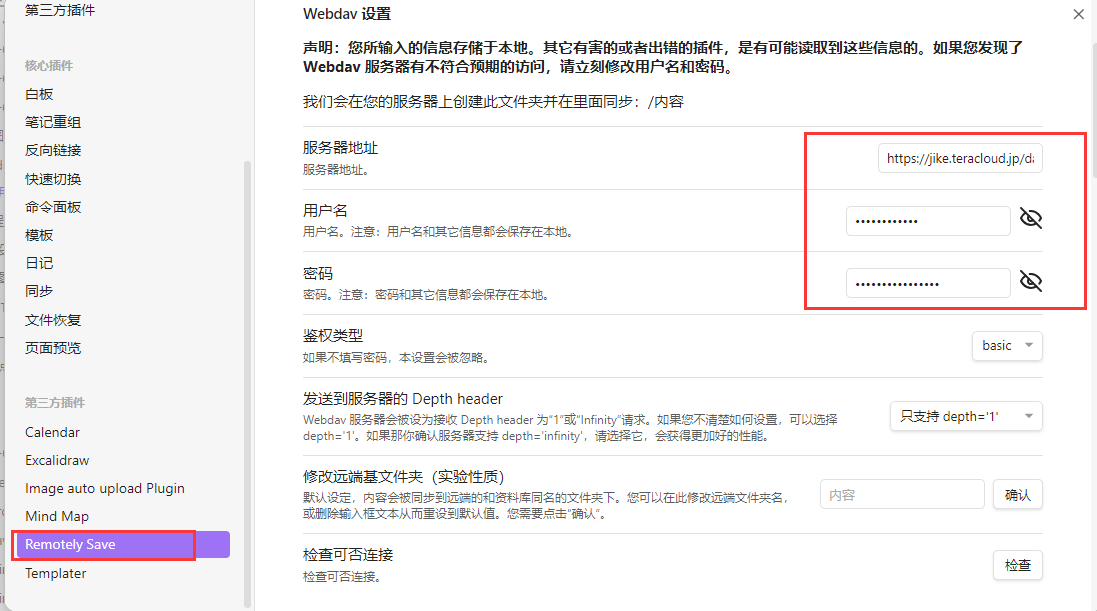 第三方插件
核心插件
白板
笔记重组
反向链接
快速切换
命令面板
模板
日记
同步
文件恢复
页面预览
第三方插件
Calendar
Excalidraw
Image auto upload Plugin
Mind Map
Remotely Save
Templater
Webdav 设置
声明：您所输入的信息存储于本地。其它有害的或者出错的插件，是有可能读取到这些信息的。如果您发现了
Webdav 服务器有不符合预期的访问，请立刻修改用户名和密码。
我们会在您的服务器上创建此文件夹并在里面同步：/内容
服务器地址
服务器地址。
https://jike.teracloud.jp/da
用户名
用户名。注意：用户名和其它信息都会保存在本地。
密码
密码。注意：密码和其它信息都会保存在本地。
鉴权类型
如果不填写密码，本设置会被忽略。
basic
发送到服务器的 Depth header
Webdav 服务器会被设为接收 Depth header 为“1”或“Infinity”请求。如果您不清楚如何设置，可以选择
depth='1'。如果那你确认服务器支持 depth='infinity'，请选择它，会获得更加好的性能。
只支持 depth='1'
修改远端基文件夹（实验性质）
默认设定，内容会被同步到远端的和资料库同名的文件夹下。您可以在此修改远端文件夹名，
或删除输入框文本从而重设到默认值。您需要点击“确认”。
内容
确认
检查可否连接
检查可否连接。
检查